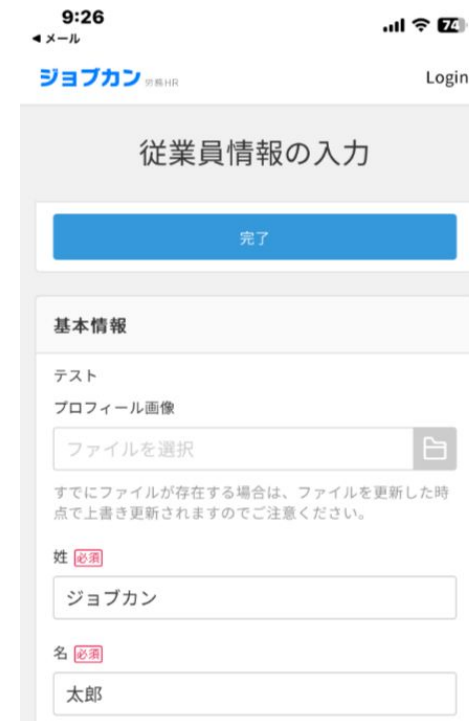 9:26
◀ メール
74
ジョブカン 労務HR
Login
従業員情報の入力
完了
基本情報
テスト
プロフィール画像
ファイルを選択
すでにファイルが存在する場合は、ファイルを更新した時
点で上書き更新されますのでご注意ください。
姓 必須
ジョブカン
名 必須
太郎